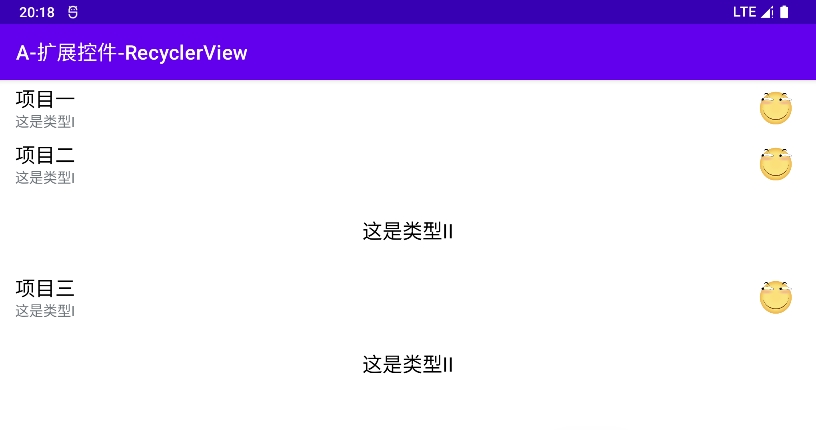 20:18
LTE
A-扩展控件-RecyclerView
项目一
这是类型I
项目二
这是类型I
这是类型II
项目三
这是类型I
这是类型II